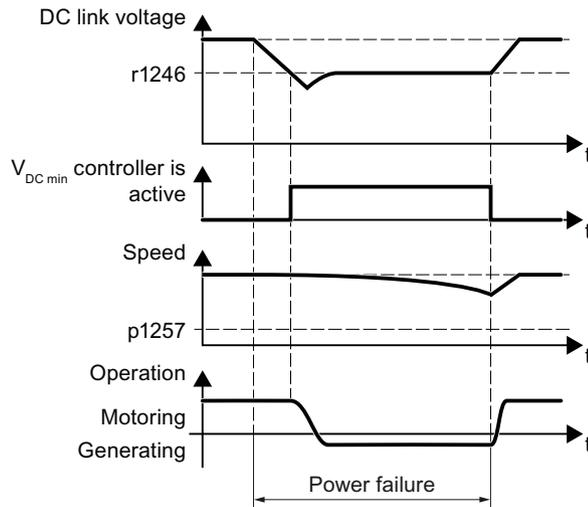 DC link voltage
r1246
t
V DC min controller is
active
t
Speed
p1257
t
Operation
Motoring
Generating
t
Power failure